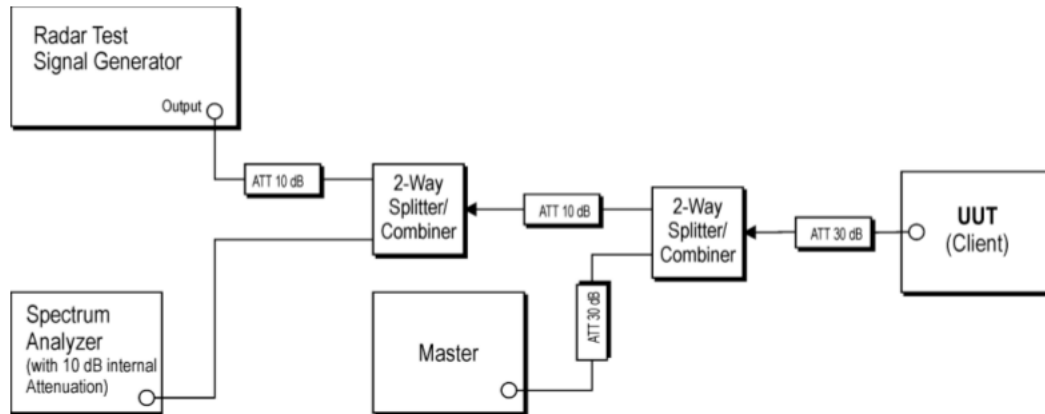 Radar Test
Signal Generator
Output
ATT 10 dB
2-Way
Splitter/
Combiner
ATT 10 dB
2-Way
Splitter/
Combiner
ATT 30 dB
UUT
(Client)
Spectrum
Analyzer
(with 10 dB internal
Attenuation)
Master
ATT 30 dB